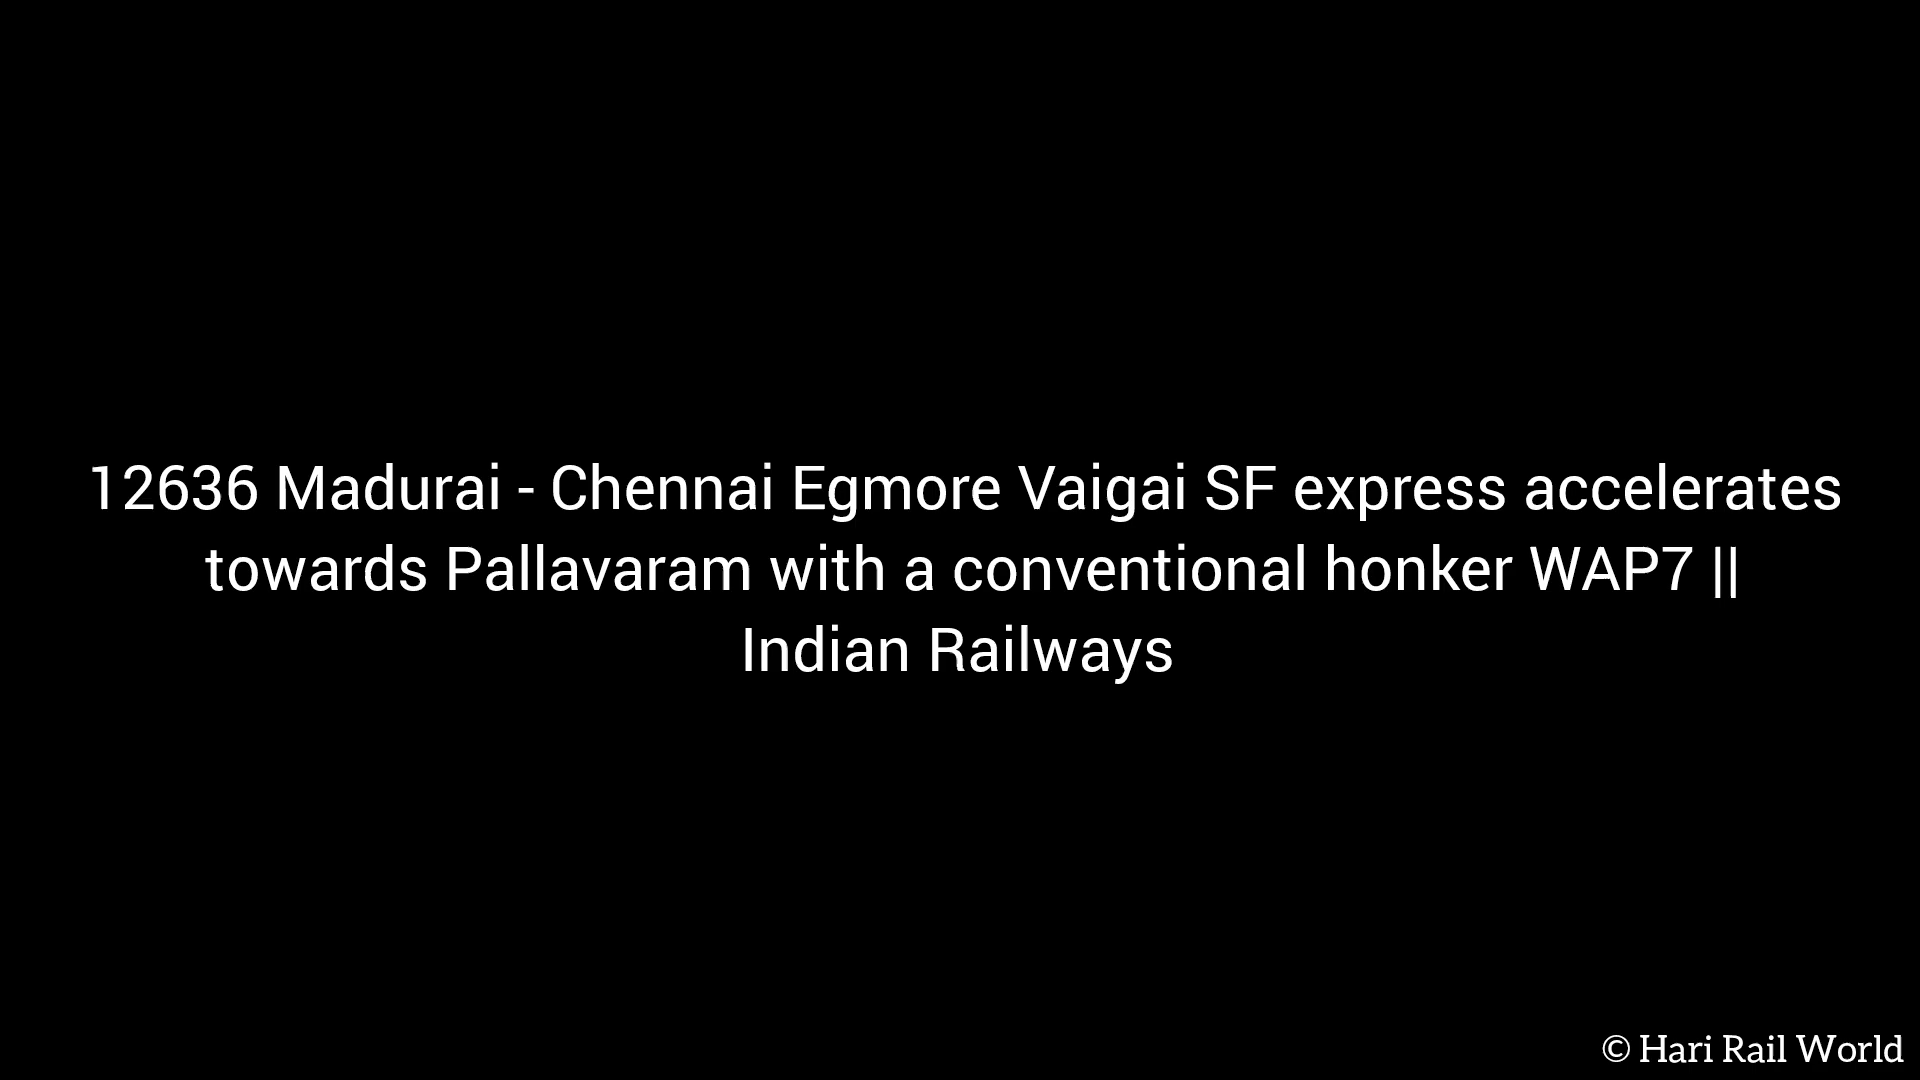 12636 Madurai - Chennai Egmore Vaigai SF express accelerates
towards Pallavaram with a conventional honker WAP7 ||
Indian Railways
© Hari Rail World